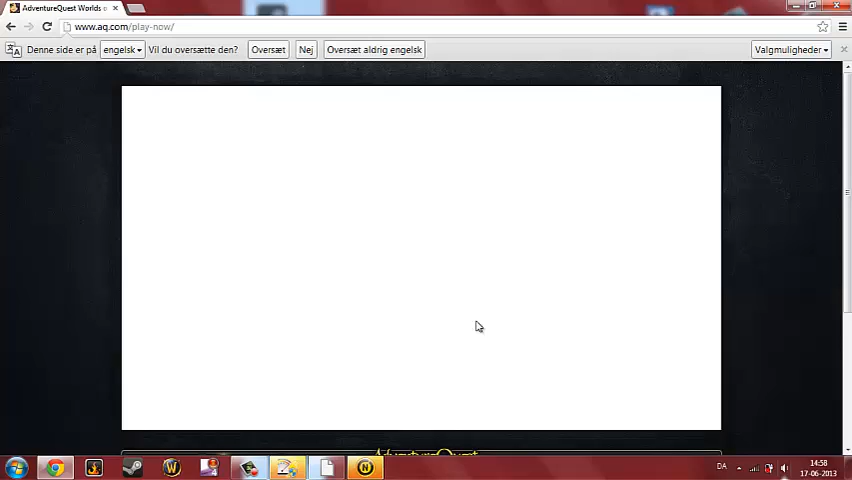 AdventureQuest Worlds
www.aq.com/play-now/
Denne side er på engelsk Vil du oversætte den? Oversæt Nej Oversæt aldrig engelsk Valgmuligheder
AdventureQuest
DA 14:58
17-06-2013